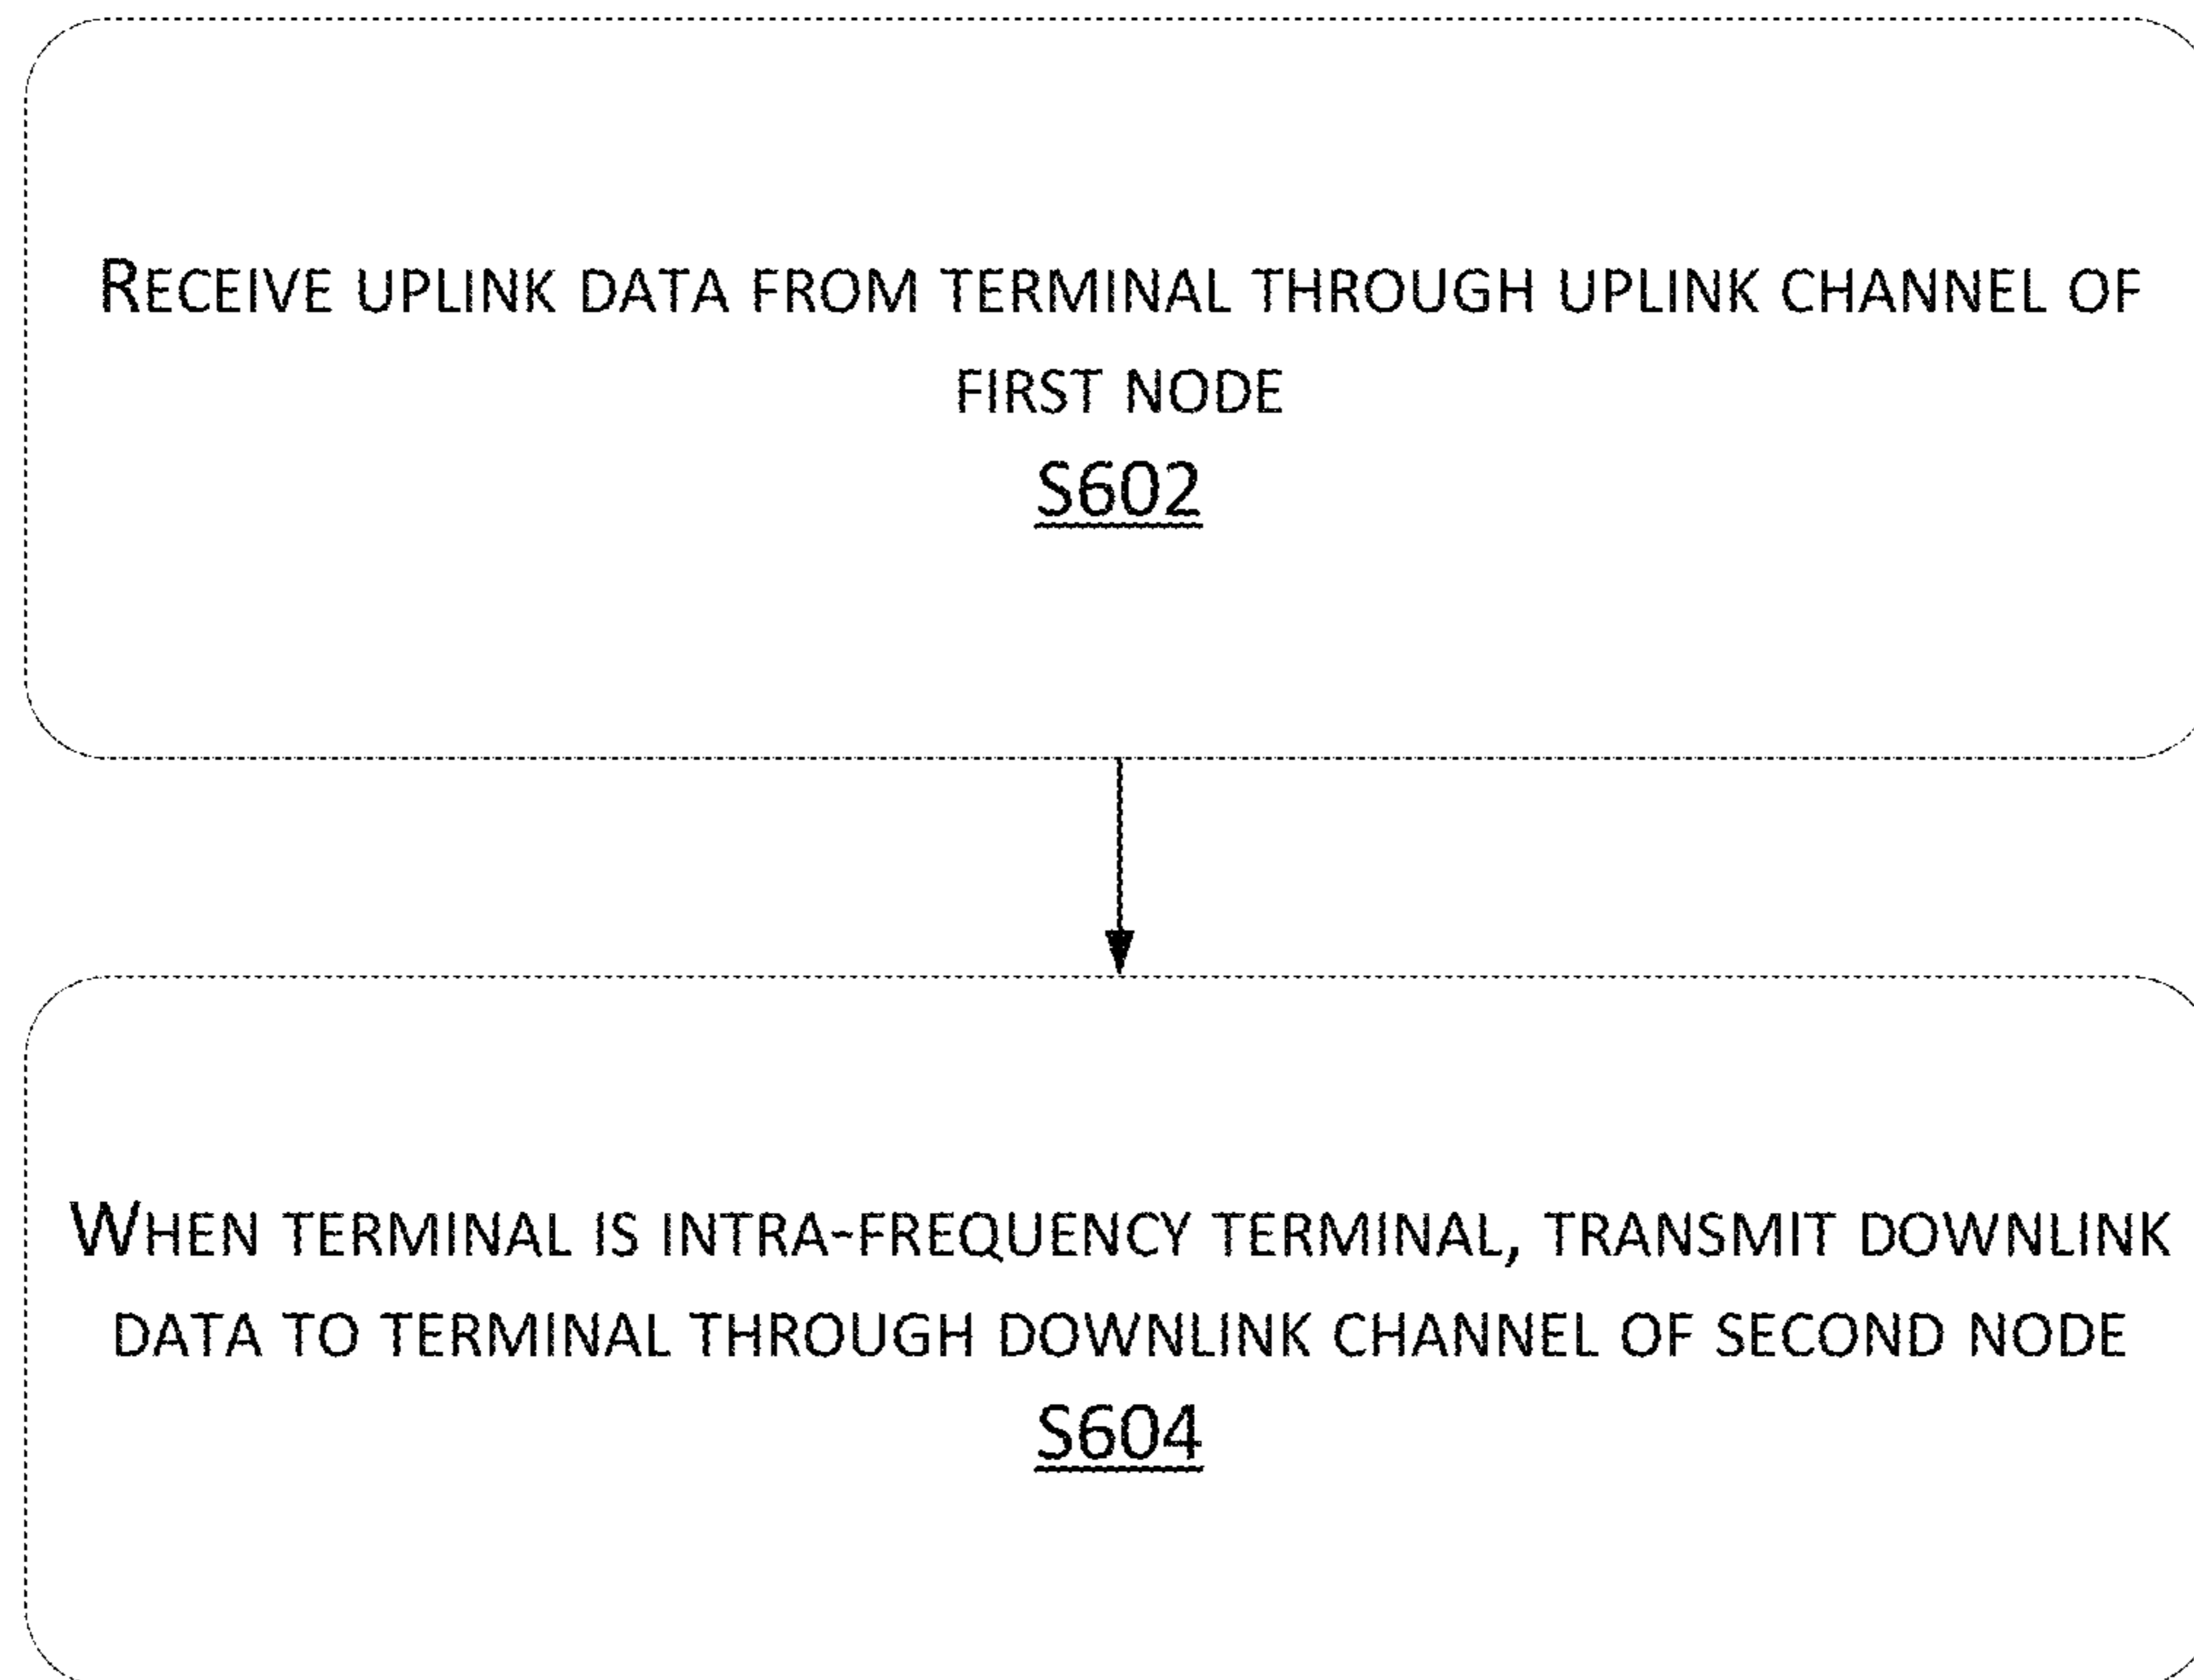 RECEIVE UPLINK DATA FROM TERMINAL THROUGH UPLINK CHANNEL OF
FIRST NODE
S602
WHEN TERMINAL IS INTRA-FREQUENCY TERMINAL, TRANSMIT DOWNLINK
DATA TO TERMINAL THROUGH DOWNLINK CHANNEL OF SECOND NODE
S604